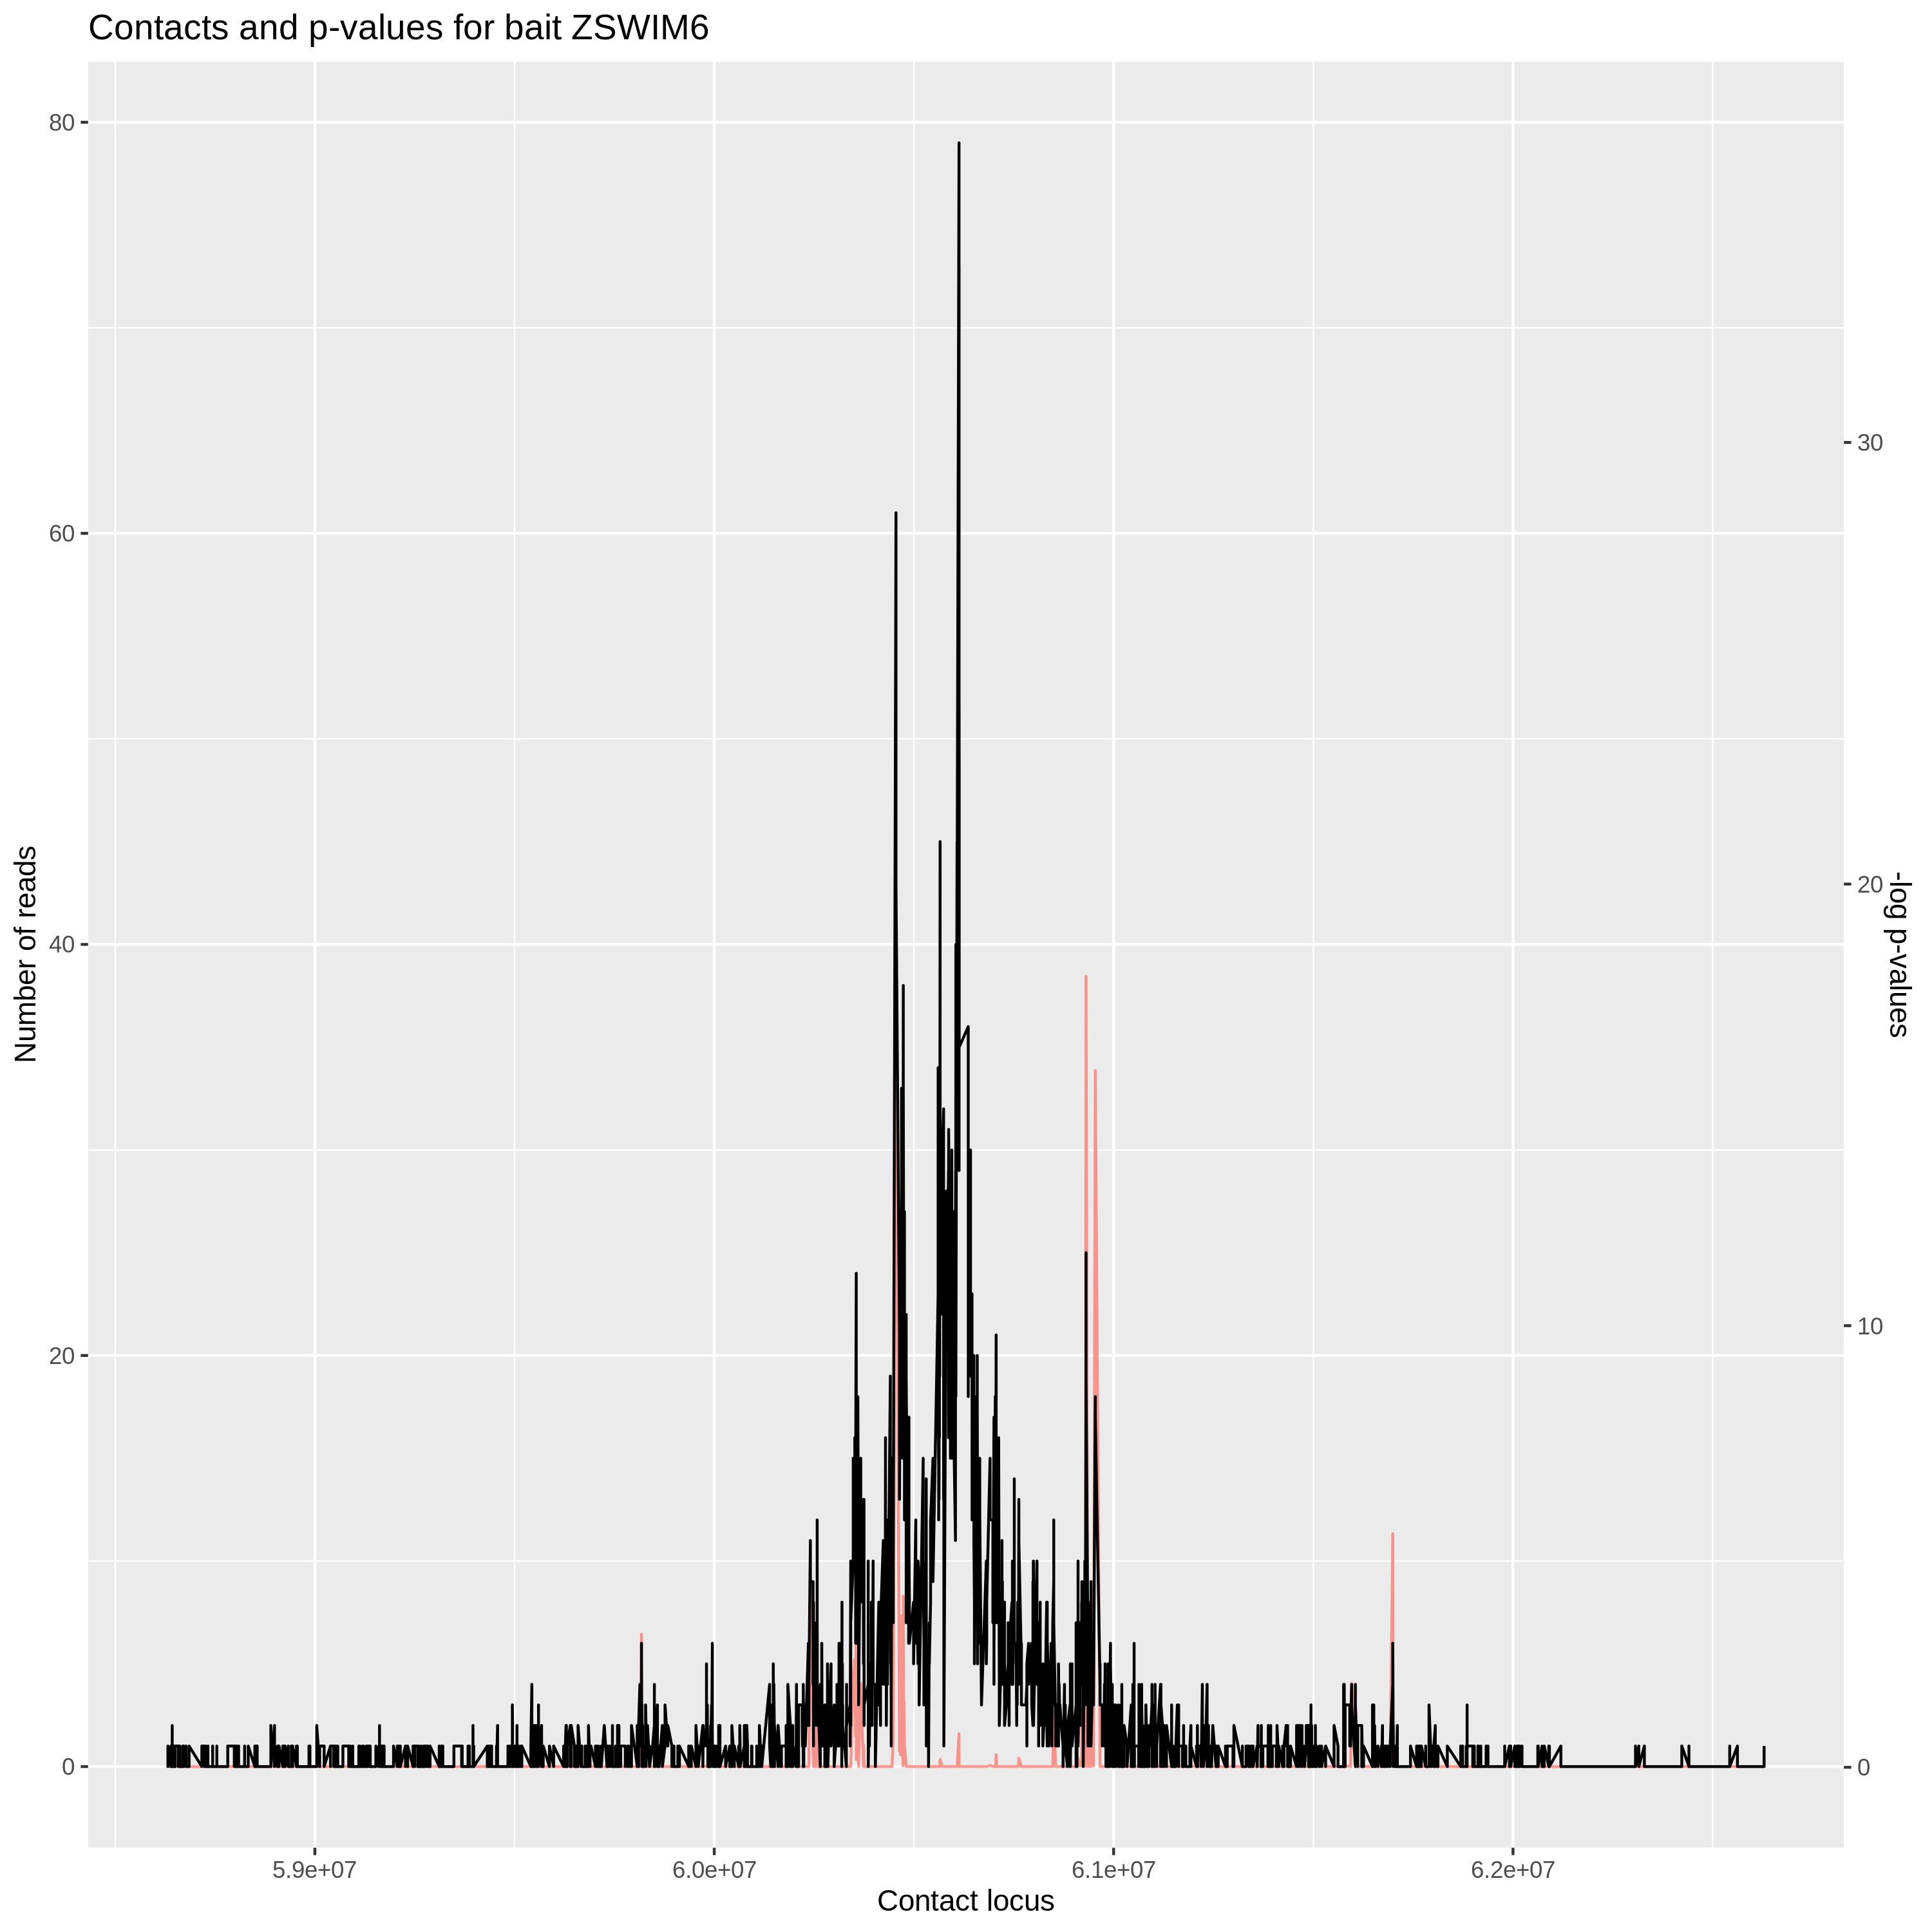 Contacts and p-values for bait ZSWIM6
80
60
40
20
0
Number of reads
30
20
10
0
-log p-values
5.9e+07 6.0e+07 6.1e+07 6.2e+07
Contact locus